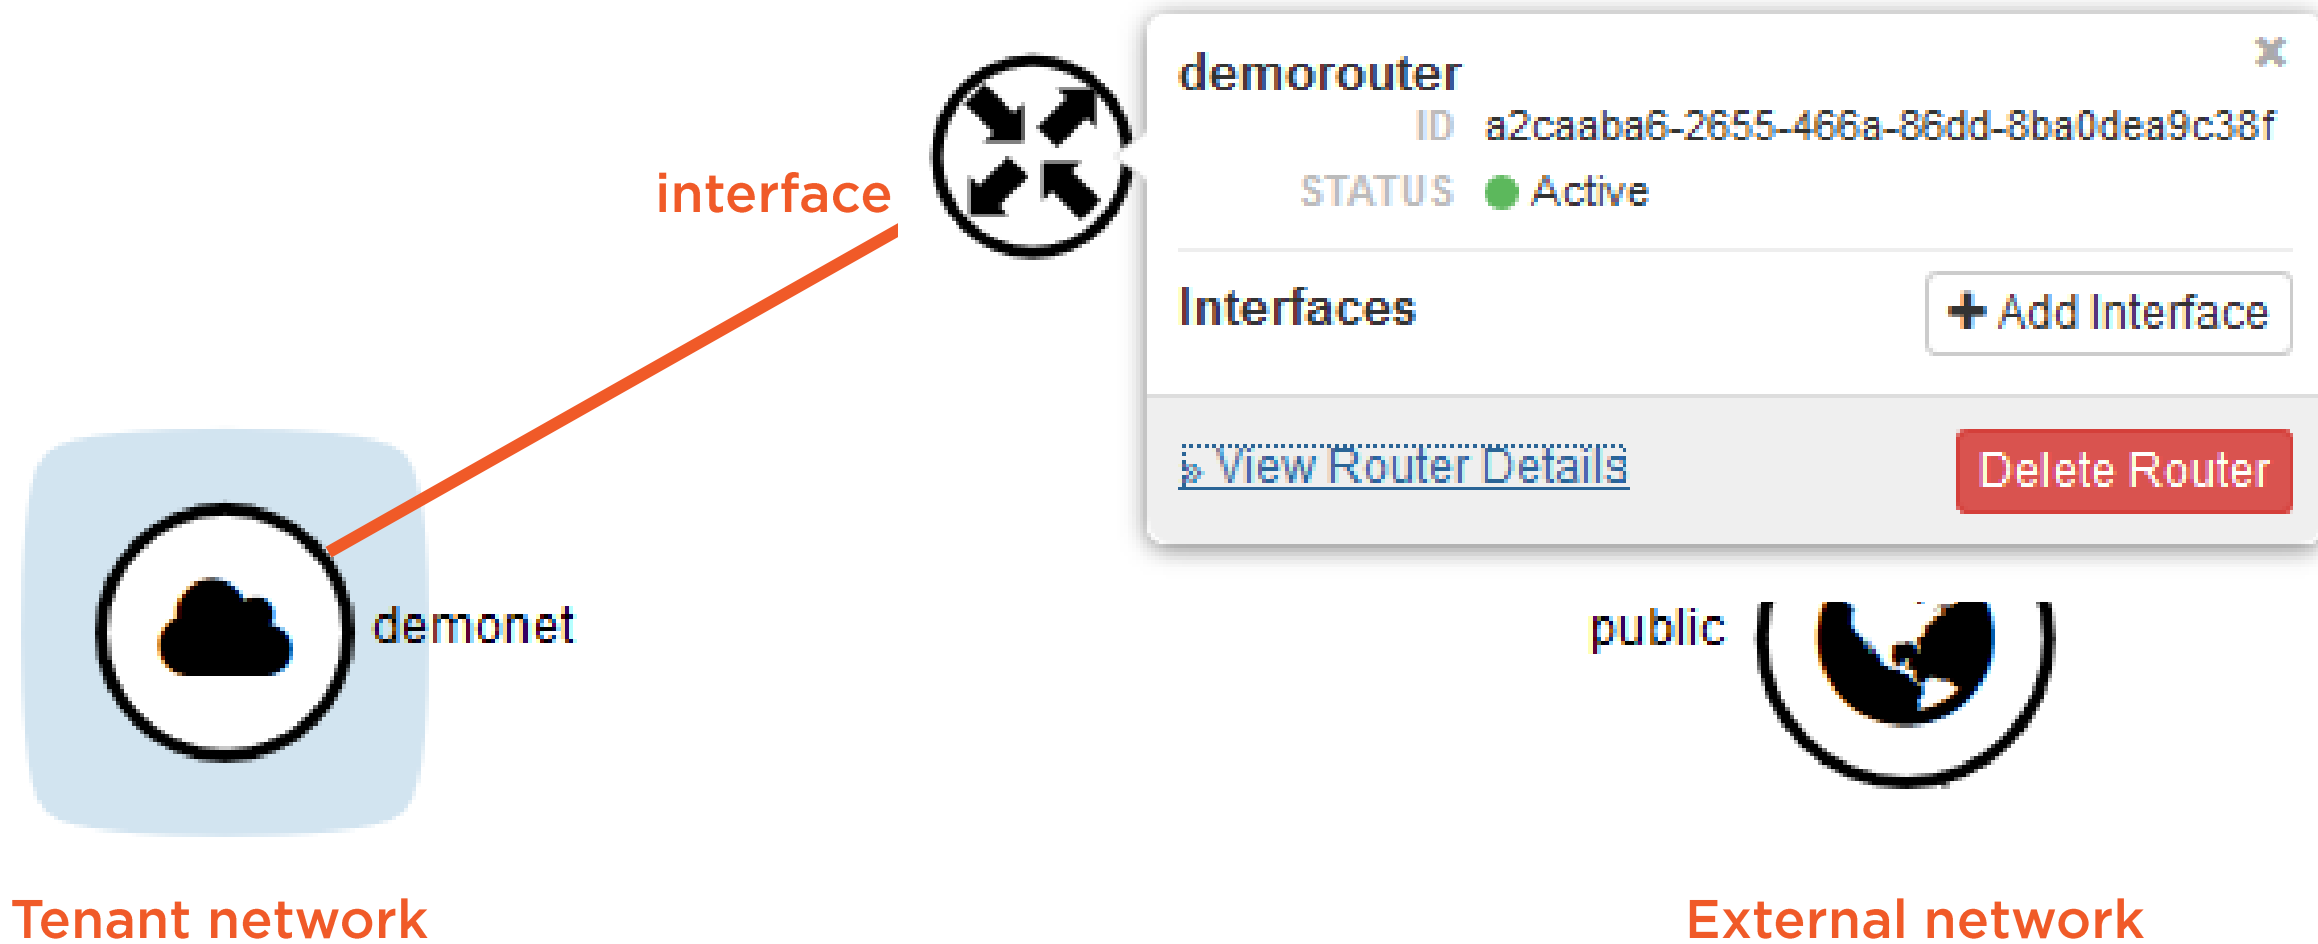 demorouter
ID a2caaba6-2655-466a-86dd-8ba0dea9c38f
STATUS Active
interface
Interfaces
Add Interface
» View Router Details
Delete Router
demonet
public
Tenant network
External network